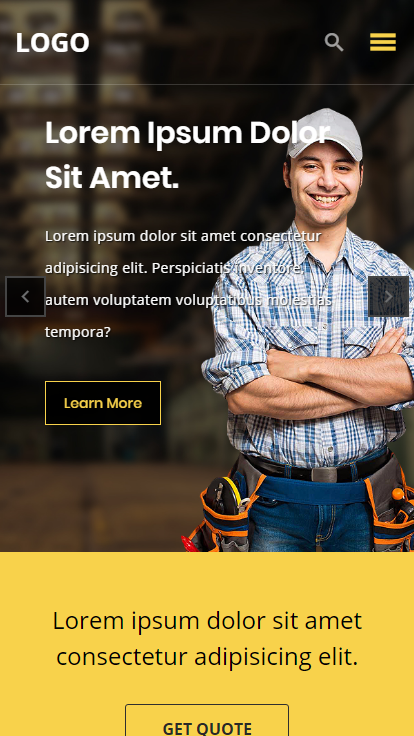 LOGO
Lorem Ipsum Dolor
Sit Amet.
Lorem ipsum dolor sit amet consectetur
adipisicing elit. Perspiciatis inventore,
autem voluptatem voluptatibus molestias
tempora?
Learn More
Lorem ipsum dolor sit amet
consectetur adipisicing elit.
GET QUOTE